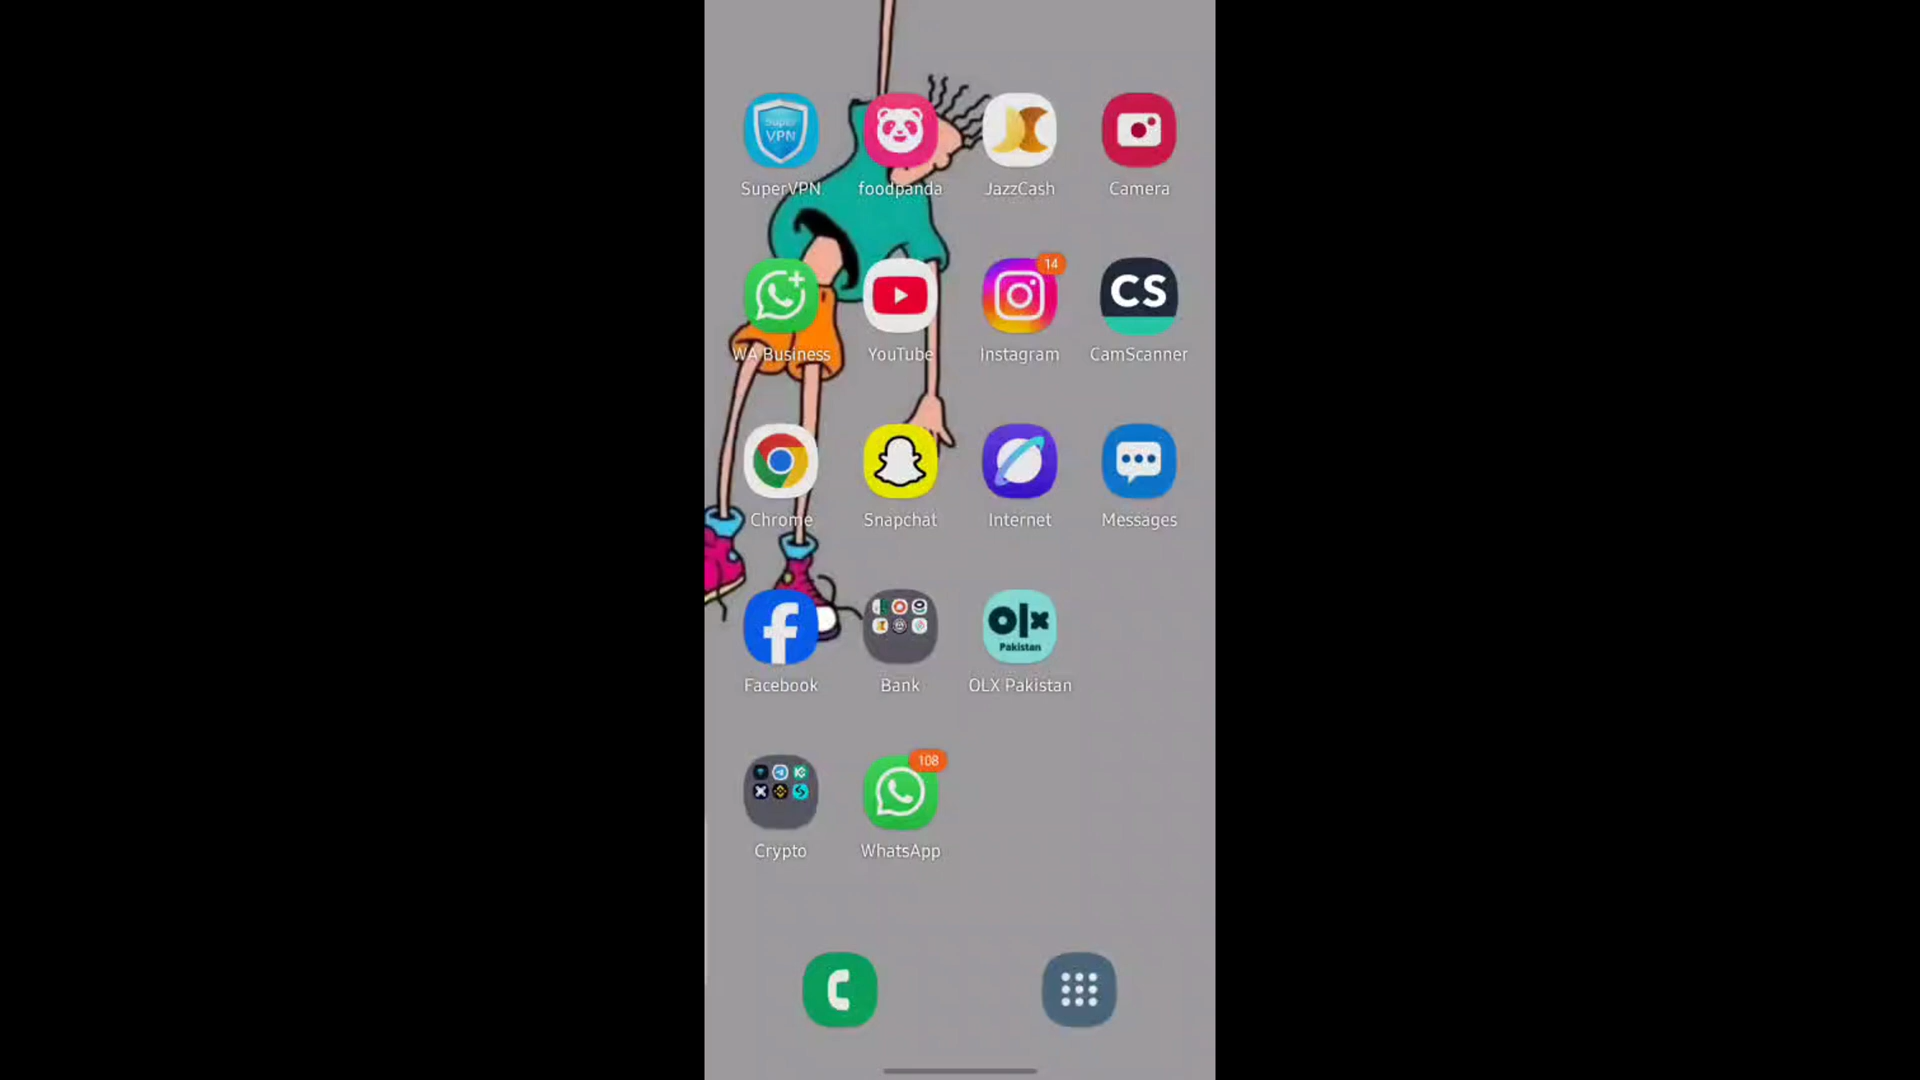 Super
VPN
SuperVPN
foodpanda
JazzCash
Camera
14
CS
WA Business
YouTube
Instagram
CamScanner
Chrome
Snapchat
Internet
Messages
olx
Pakistan
Facebook
Bank
OLX Pakistan
108
Crypto
WhatsApp